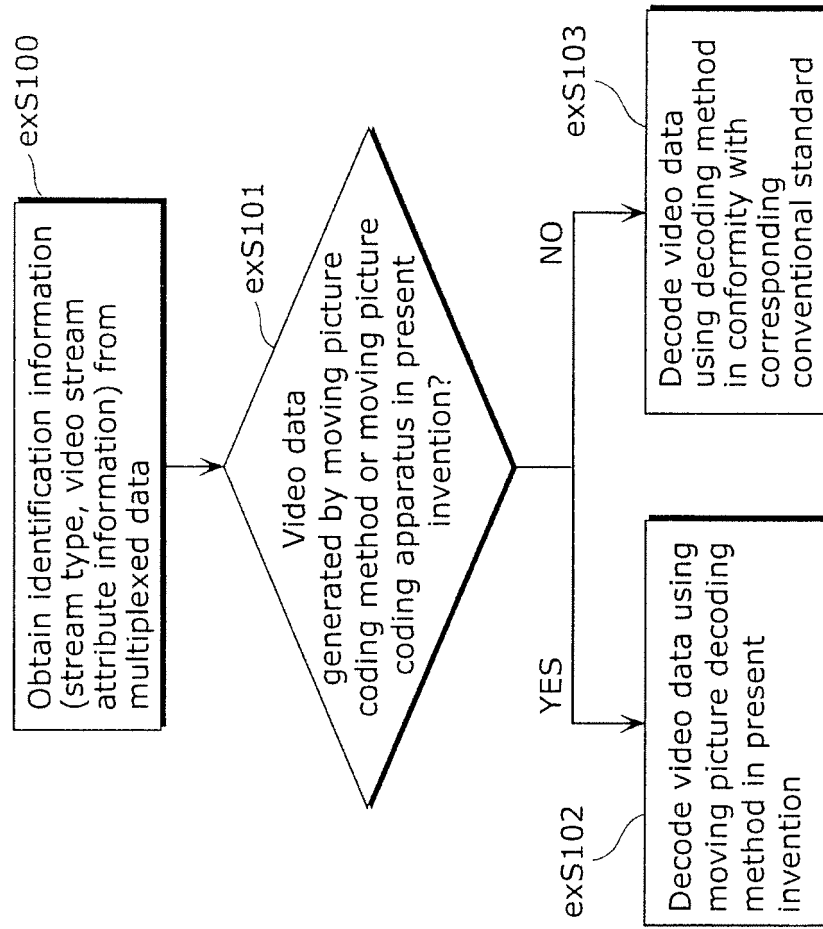 exS100
Obtain identification information
(stream type, video stream
attribute information) from
multiplexed data
exS101
Video data
generated by moving picture
coding method or moving picture
coding apparatus in present
invention?
YES
NO
exS102
Decode video data using
moving picture decoding
method in present
invention
exS103
Decode video data
using decoding method
in conformity with
corresponding
conventional standard